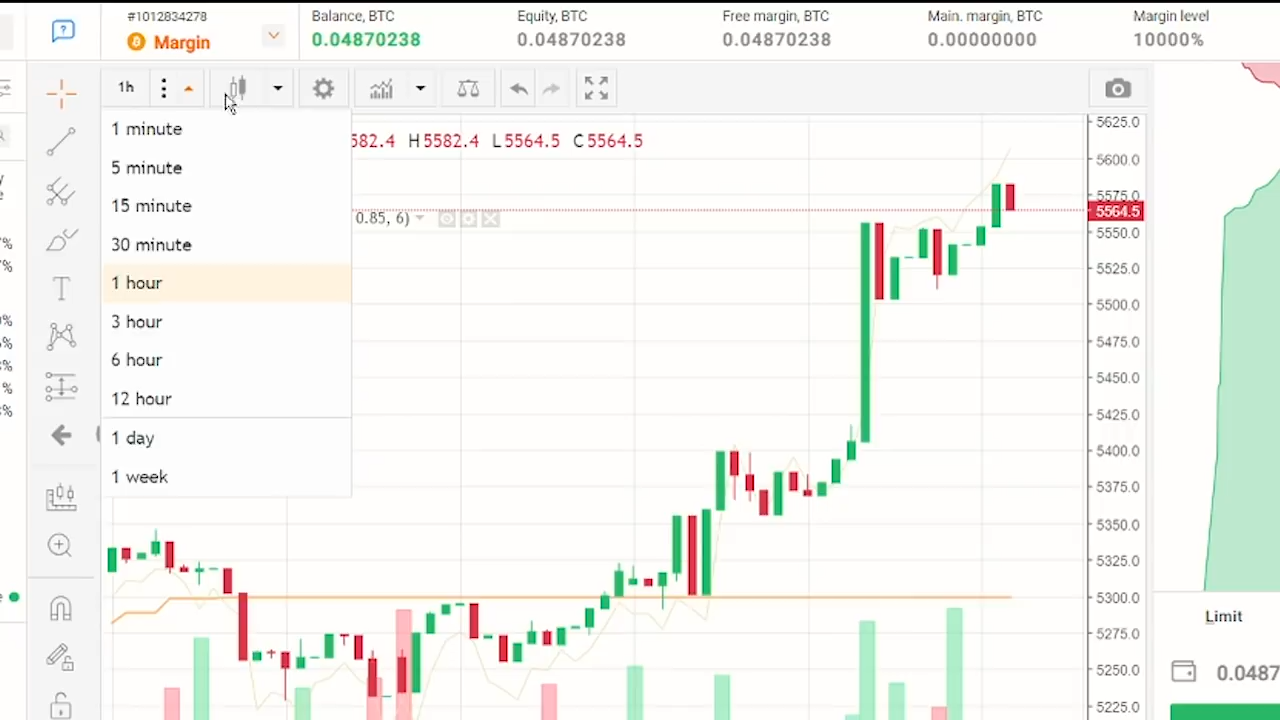 #1012834278
Margin
Balance, BTC
0.04870238
Equity, BTC
0.04870238
Free margin, BTC
0.04870238
Main. margin, BTC
0.00000000
Margin level
10000%
1h
1 minute
5 minute
15 minute
30 minute
1 hour
3 hour
6 hour
12 hour
1 day
1 week
582.4 H5582.4 L5564.5 C5564.5
0.85, 6)
T
5625.0
5600.0
5575.0
5564.5
5550.0
5525.0
5500.0
5475.0
5450.0
5425.0
5400.0
5375.0
5350.0
5325.0
5300.0
5275.0
5250.0
5225.0
Limit
0.0487